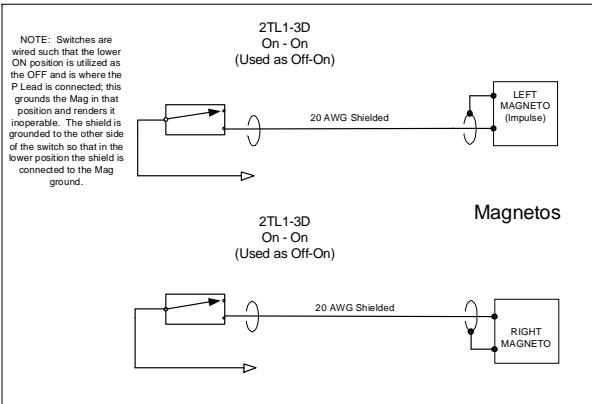 NOTE: Switches are
wired such that the lower
ON position is utilized as
the OFF and is where the
P Lead is connected; this
grounds the Mag in that
position and renders it
inoperable. The shield is
grounded to the other side
of the switch so that in the
lower position the shield is
connected to the Mag
ground.
2TL1-3D
On - On
(Used as Off-On)
20 AWG Shielded
LEFT
MAGNETO
(Impulse)
Magnetos
2TL1-3D
On - On
(Used as Off-On)
20 AWG Shielded
RIGHT
MAGNETO